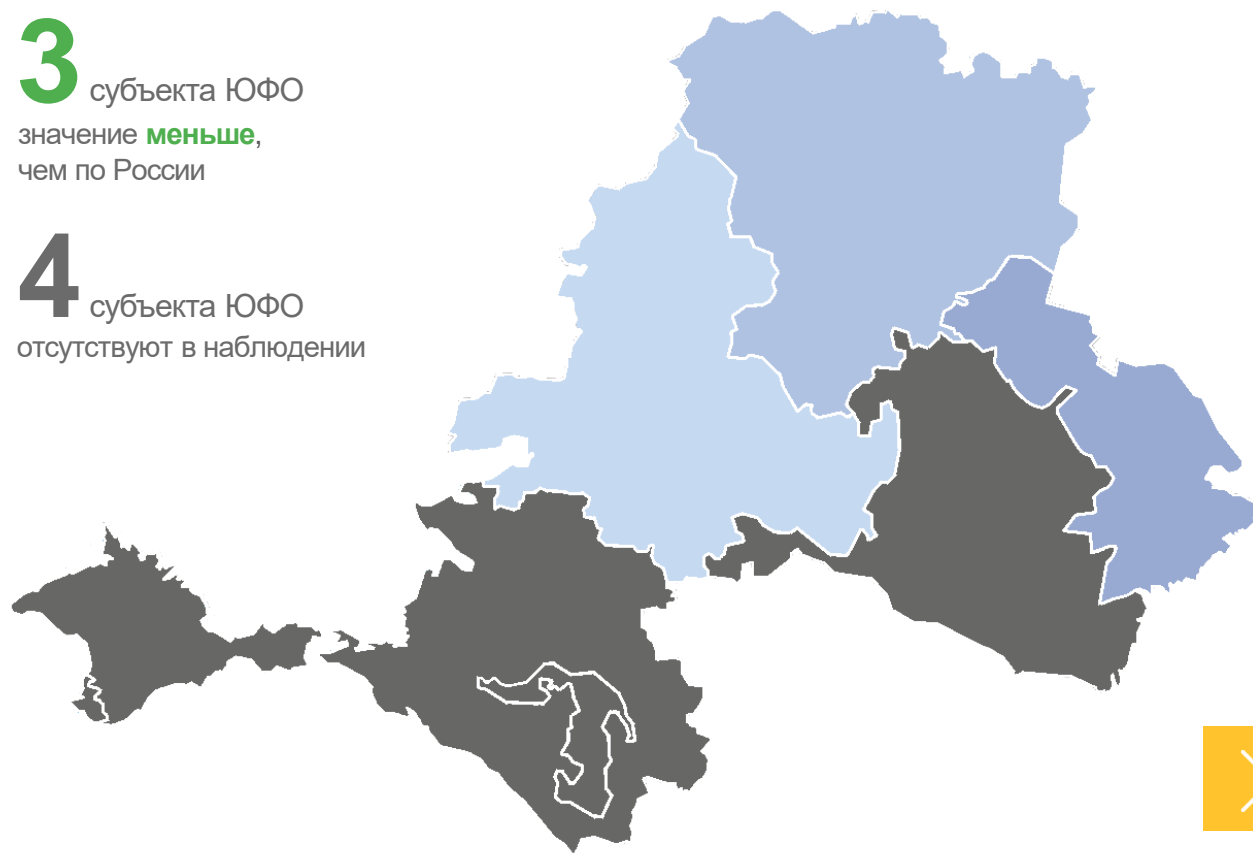 3 субъекта ЮФО
значение меньше,
чем по России
4 субъекта ЮФО
отсутствуют в наблюдении